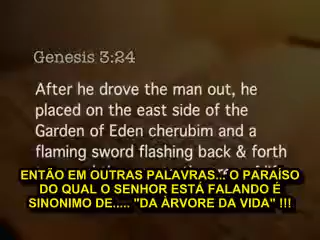 Genesis 3:24
After he drove the man out, he
placed on the east side of the
Garden of Eden cherubim and a
flaming sword flashing back & forth
ENTÃO EM OUTRAS PALAVRAS... O PARAÍSO
DO QUAL O SENHOR ESTÁ FALANDO É
SINONIMO DE..... "DA ÀRVORE DA VIDA" !!!